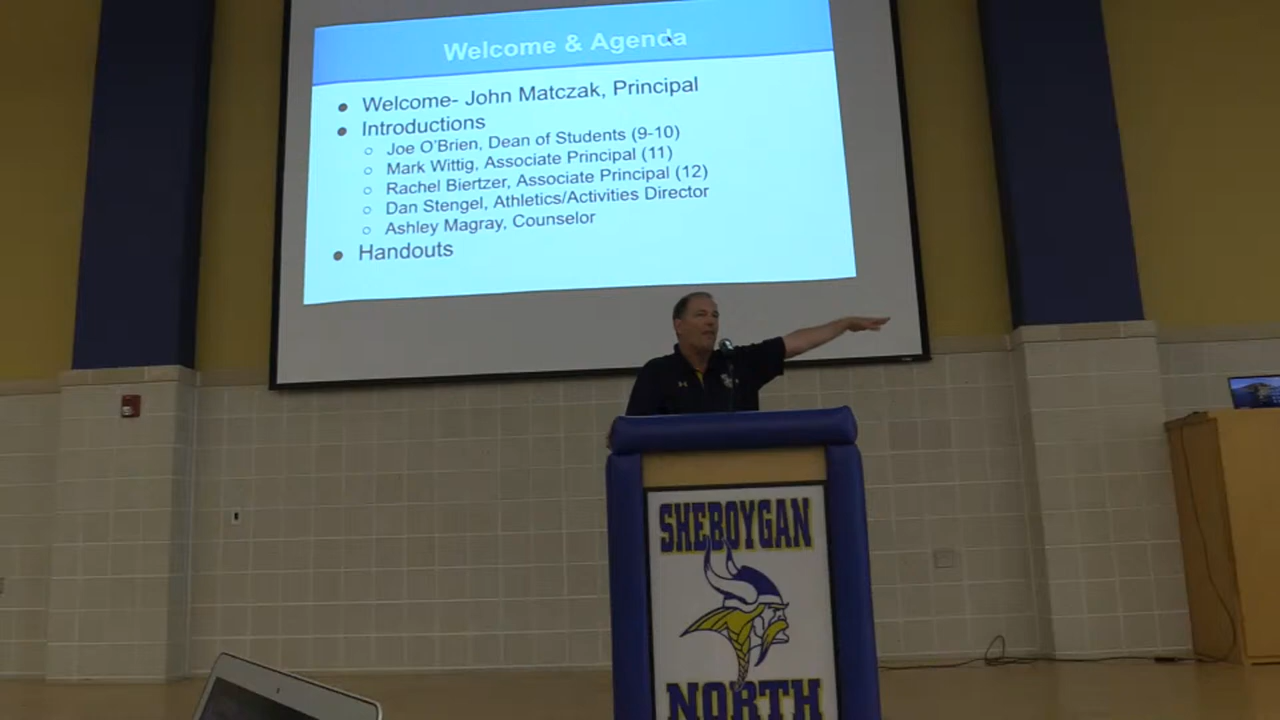 Welcome & Agenda
● Welcome- John Matczak, Principal
● Introductions
○ Joe O'Brien, Dean of Students (9-10)
○ Mark Wittig, Associate Principal (11)
○ Rachel Biertzer, Associate Principal (12)
○ Dan Stengel, Athletics/Activities Director
○ Ashley Magray, Counselor
● Handouts
SHEBOYGAN
NORTH